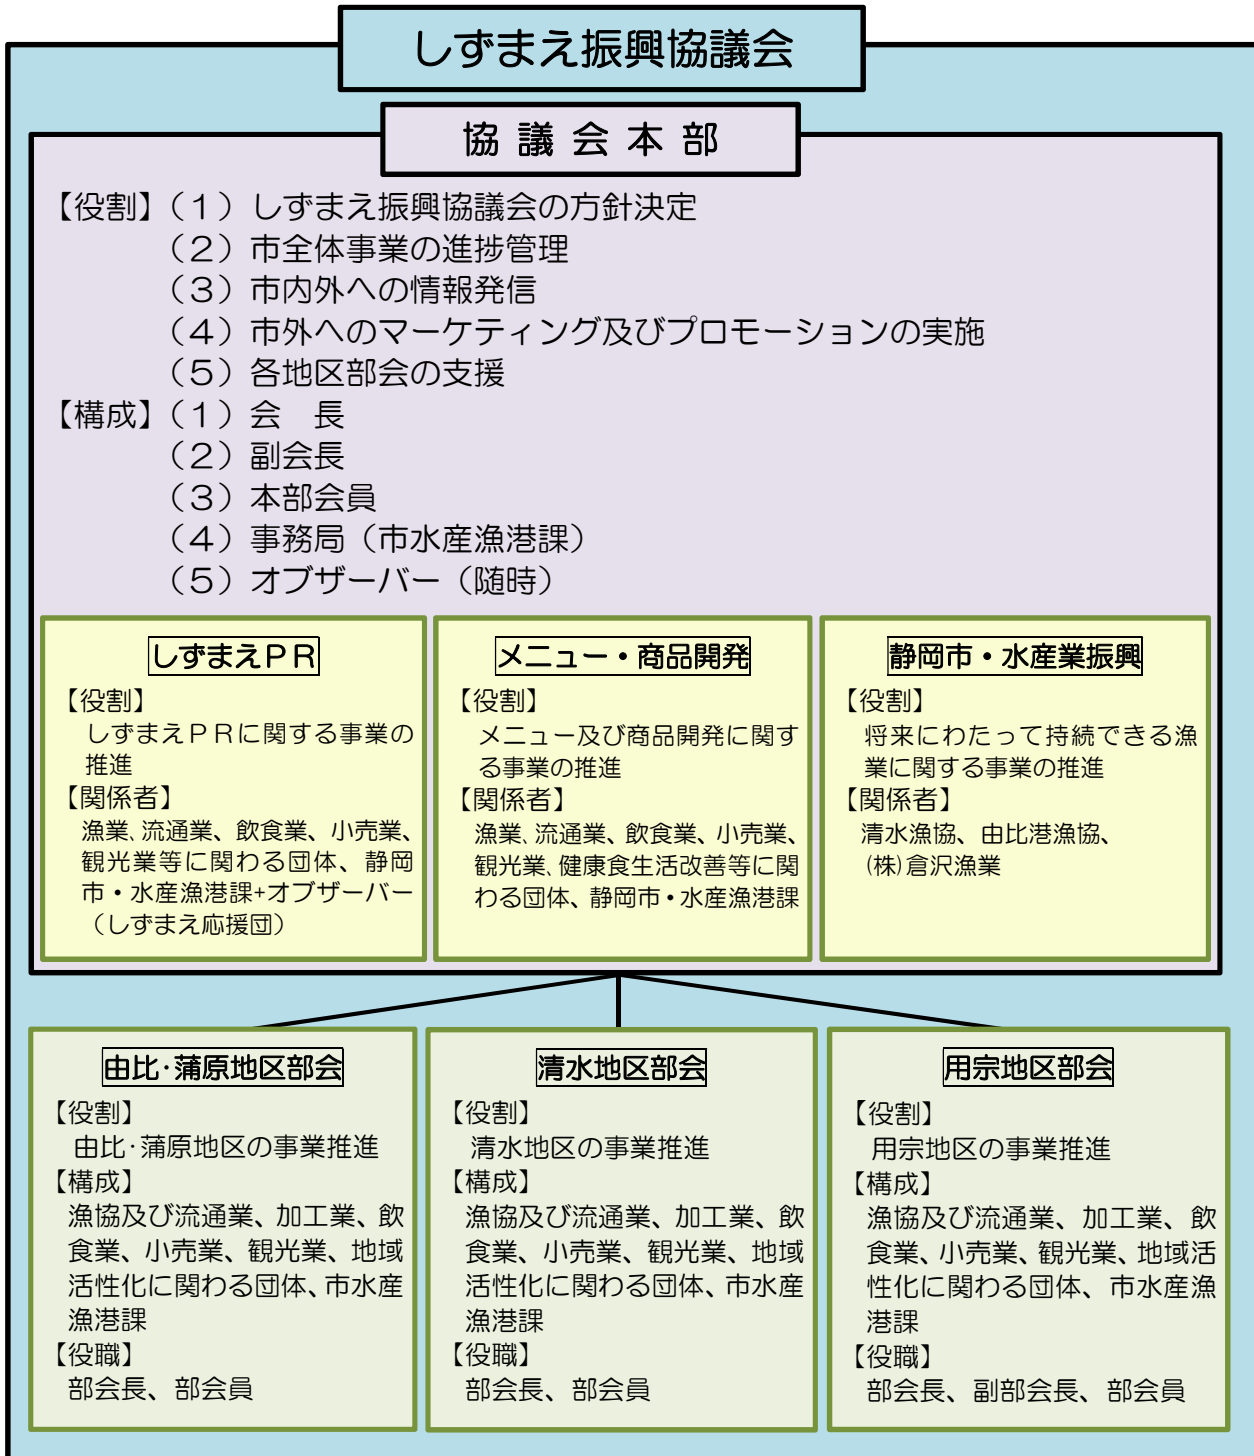 しずまえ振興協議会
協議会本部
【役割】（１）しずまえ振興協議会の方針決定
（２）市全体事業の進捗管理
（３）市内外への情報発信
（４）市外へのマーケティング及びプロモーションの実施
（５）各地区部会の支援
【構成】（１）会　長
（２）副会長
（３）本部会員
（４）事務局（市水産漁港課）
（５）オブザーバー（随時）
しずまえＰＲ
【役割】
しずまえＰＲに関する事業の
推進
【関係者】
漁業、流通業、飲食業、小売業、
観光業等に関わる団体、静岡
市・水産漁港課+オブザーバー
（しずまえ応援団）
メニュー・商品開発
【役割】
メニュー及び商品開発に関す
る事業の推進
【関係者】
漁業、流通業、飲食業、小売業、
観光業、健康食生活改善等に関
わる団体、静岡市・水産漁港課
静岡市・水産業振興
【役割】
将来にわたって持続できる漁
業に関する事業の推進
【関係者】
清水漁協、由比港漁協、
(株)倉沢漁業
由比･蒲原地区部会
【役割】
由比･蒲原地区の事業推進
【構成】
漁協及び流通業、加工業、飲
食業、小売業、観光業、地域
活性化に関わる団体、市水産
漁港課
【役職】
部会長、部会員
清水地区部会
【役割】
清水地区の事業推進
【構成】
漁協及び流通業、加工業、飲
食業、小売業、観光業、地域
活性化に関わる団体、市水産
漁港課
【役職】
部会長、部会員
用宗地区部会
【役割】
用宗地区の事業推進
【構成】
漁協及び流通業、加工業、飲
食業、小売業、観光業、地域活
性化に関わる団体、市水産漁
港課
【役職】
部会長、副部会長、部会員